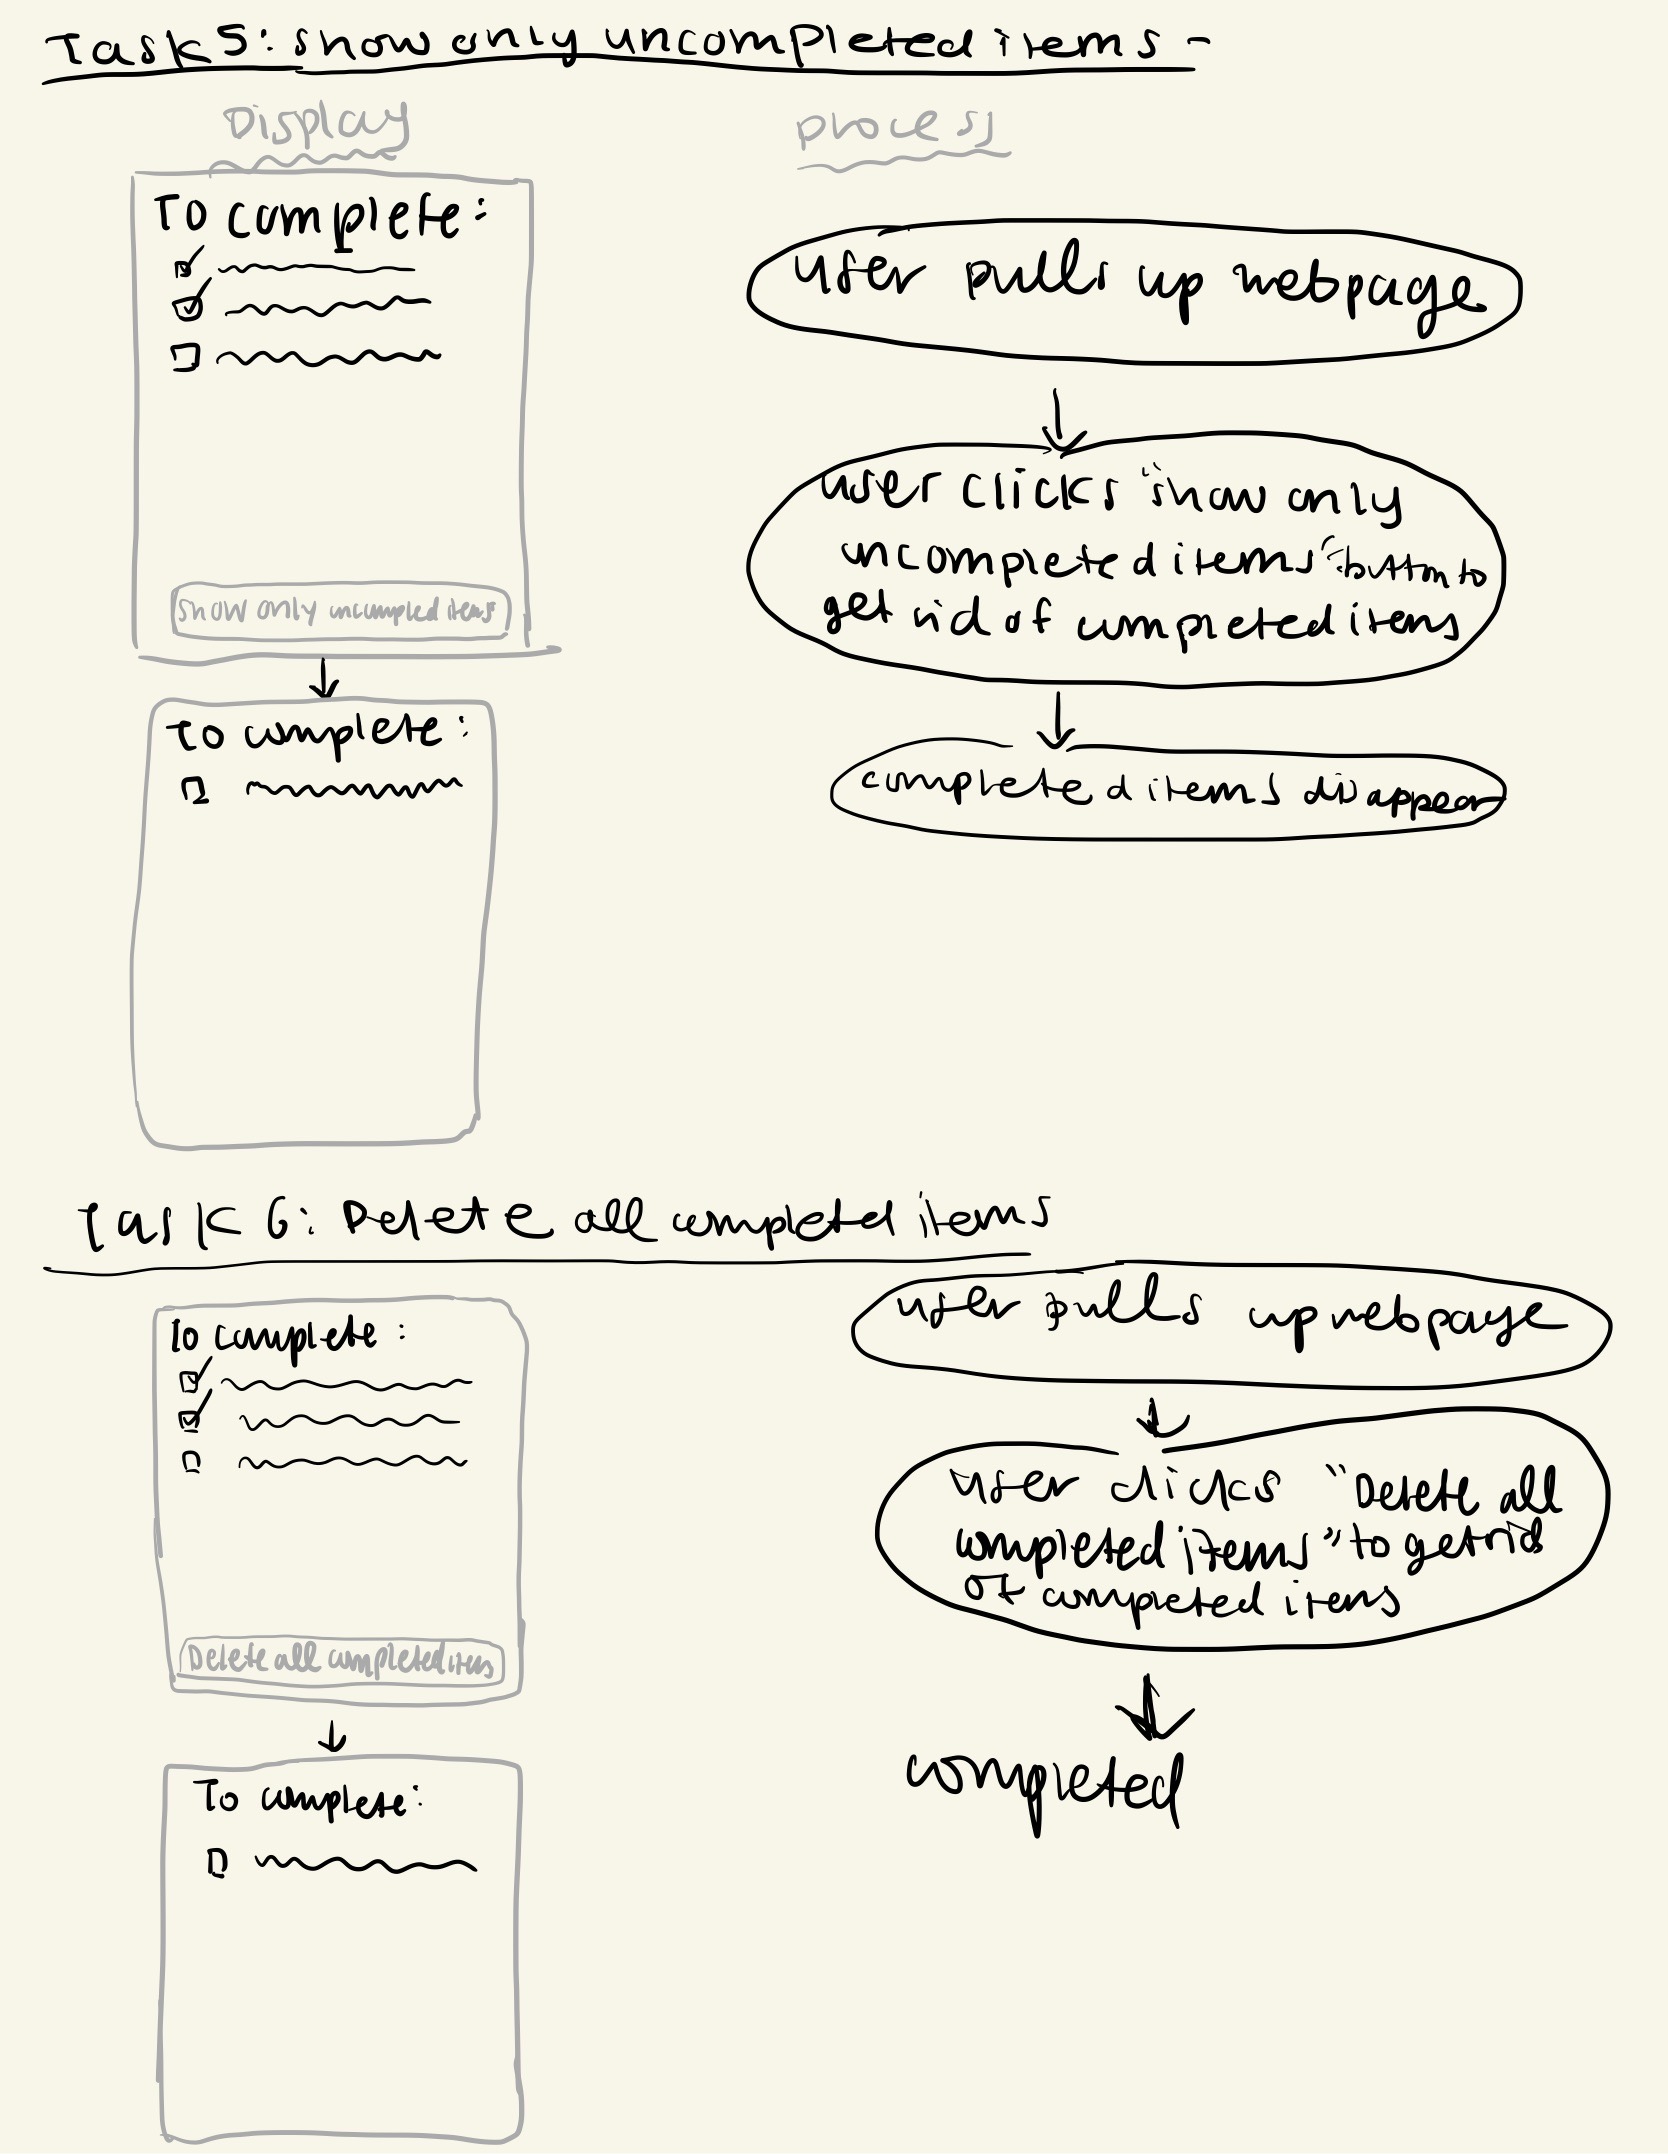 Task 5: show only uncompleted items -
Display
process
To complete:
show only uncompled items
To complete:
user pulls up webpage
user clicks "show only
uncompleted items" button to
get rid of completed items
completed items disappear
Task 6: Delete all completed items
To complete:
Delete all completed items
To complete:
user pulls up webpage
user clicks "Delete all
completed items" to get rid
of completed items
completed